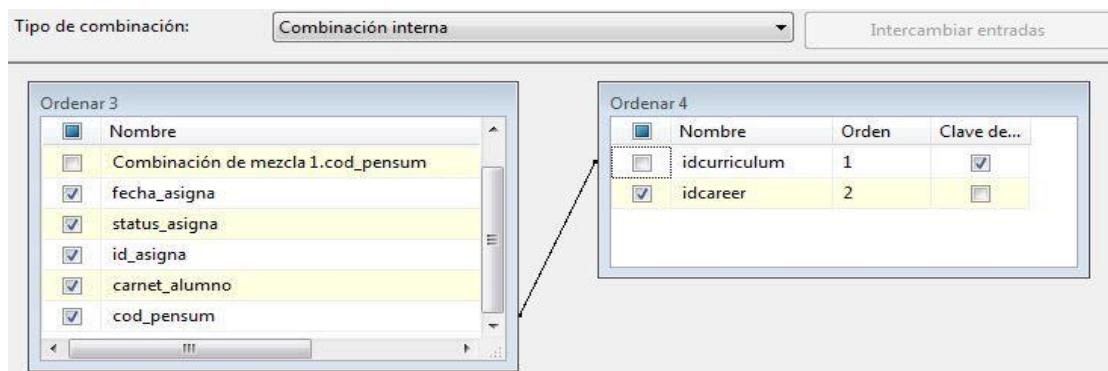 Tipo de combinación: Combinación interna Intercambiar entradas
Ordenar 3
Nombre
Combinación de mezcla 1.cod_pensum
fecha_asigna
status_asigna
id_asigna
carnet_alumno
cod_pensum
Ordenar 4
Nombre Orden Clave de...
idcurriculum 1
idcareer 2